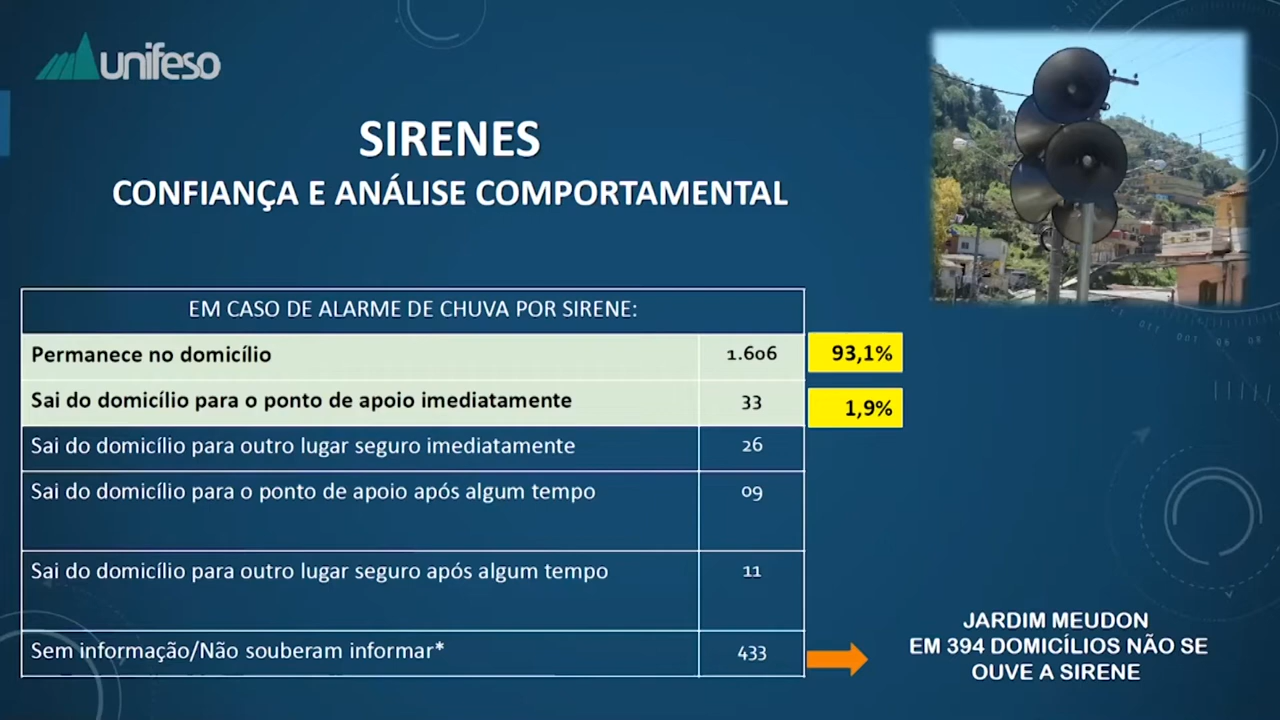 unifeso
SIRENES
CONFIANÇA E ANÁLISE COMPORTAMENTAL
EM CASO DE ALARME DE CHUVA POR SIRENE:
Permanece no domicílio 1.606 93,1%
Sai do domicílio para o ponto de apoio imediatamente 33 1,9%
Sai do domicílio para outro lugar seguro imediatamente 26
Sai do domicílio para o ponto de apoio após algum tempo 09
Sai do domicílio para outro lugar seguro após algum tempo 11
Sem informação/Não souberam informar* 433
JARDIM MEUDON
EM 394 DOMICÍLIOS NÃO SE
OUVE A SIRENE